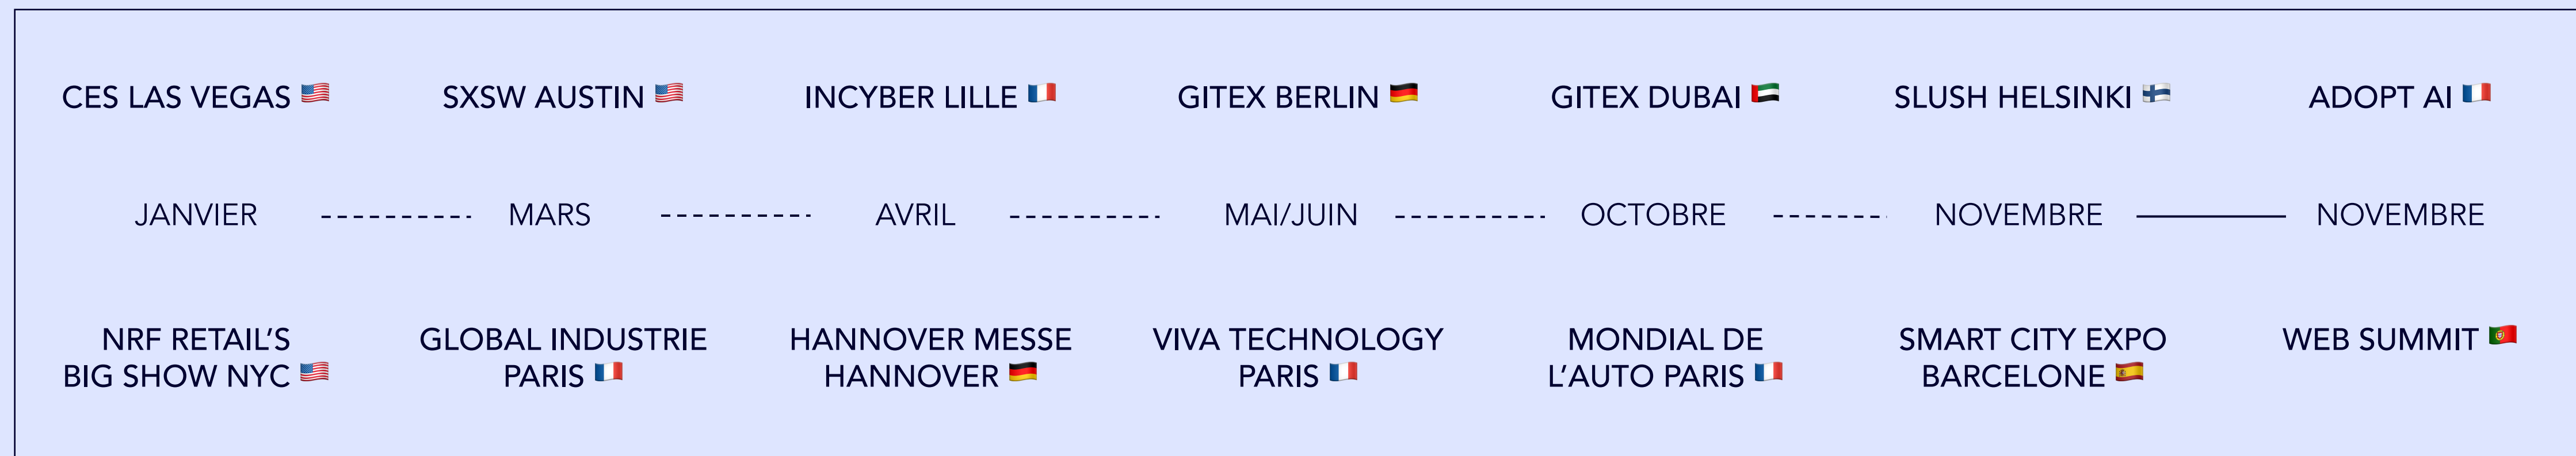 CES LAS VEGAS 🇺🇸
SXSW AUSTIN 🇺🇸
INCYBER LILLE 🇫🇷
GITEX BERLIN 🇩🇪
GITEX DUBAI 🇦🇪
SLUSH HELSINKI 🇫🇮
ADOPT AI 🇫🇷
JANVIER
MARS
AVRIL
MAI/JUIN
OCTOBRE
NOVEMBRE
NOVEMBRE
NRF RETAIL’S
BIG SHOW NYC 🇺🇸
GLOBAL INDUSTRIE
PARIS 🇫🇷
HANNOVER MESSE
HANNOVER 🇩🇪
VIVA TECHNOLOGY
PARIS 🇫🇷
MONDIAL DE
L’AUTO PARIS 🇫🇷
SMART CITY EXPO
BARCELONE 🇪🇸
WEB SUMMIT 🇵🇹